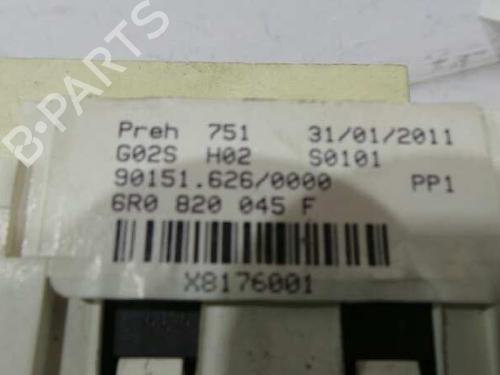 Preh 751 31/01/2011
G02S H02 S0101
90151.626/0000 PP1
6R0 820 045 F
X8176001
B-PARTS